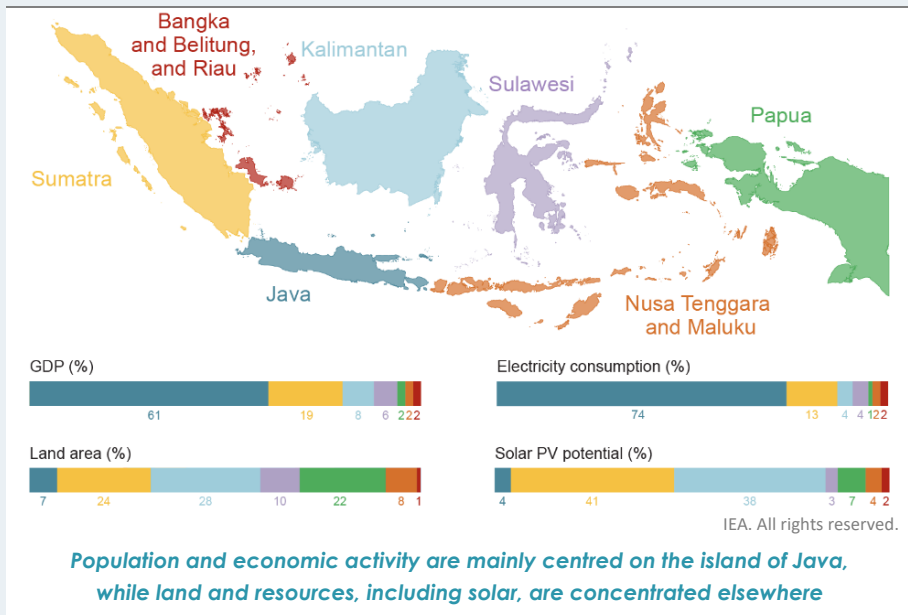 Bangka
and Belitung,
and Riau
Kalimantan
Sulawesi
Papua
Sumatra
Java
Nusa Tenggara
and Maluku
GDP (%)
61 19 8 6 2 2 2
Electricity consumption (%)
74 13 4 4 1 2 2
Land area (%)
7 24 28 10 22 8 1
Solar PV potential (%)
4 41 38 3 7 4 2
IEA. All rights reserved.
Population and economic activity are mainly centred on the island of Java,
while land and resources, including solar, are concentrated elsewhere